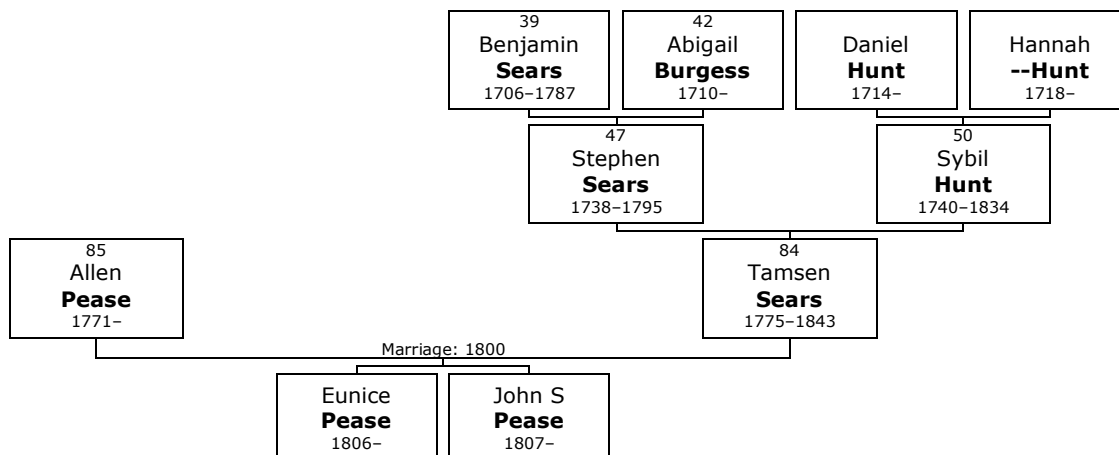 39
Benjamin
Sears
1706–1787
42
Abigail
Burgess
1710–
Daniel
Hunt
1714–
Hannah
--Hunt
1718–
47
Stephen
Sears
1738–1795
50
Sybil
Hunt
1740–1834
85
Allen
Pease
1771–
84
Tamsen
Sears
1775–1843
Marriage: 1800
Eunice
Pease
1806–
John S
Pease
1807–